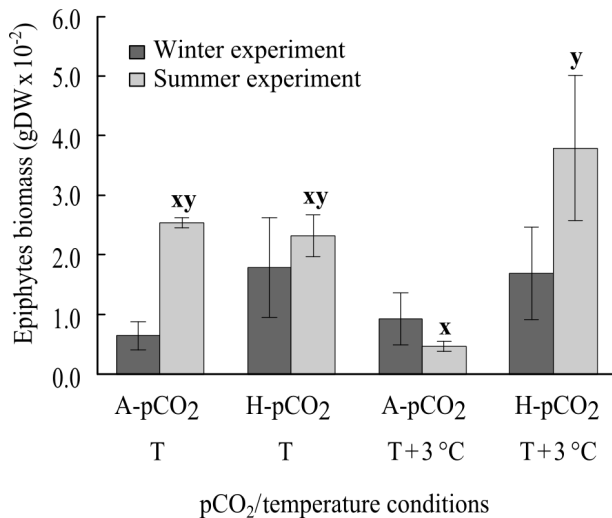 Epiphytes biomass (gDW x 10⁻²)
6.0
5.0
4.0
3.0
2.0
1.0
0.0
Winter experiment
Summer experiment
xy
xy
x
y
A-pCO₂ H-pCO₂ A-pCO₂ H-pCO₂
T T T+3 °C T+3 °C
pCO₂/temperature conditions